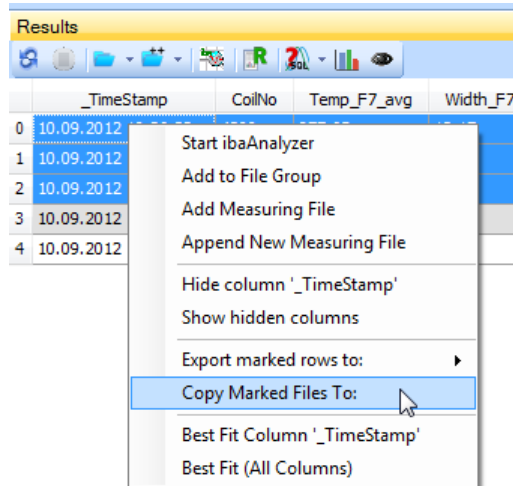 Results
++
R
SQL
_TimeStamp CoilNo Temp_F7_avg Width_F7
0 10.09.2012
1 10.09.2012
2 10.09.2012
3 10.09.2012
4 10.09.2012
Start ibaAnalyzer
Add to File Group
Add Measuring File
Append New Measuring File
Hide column '_TimeStamp'
Show hidden columns
Export marked rows to:
Copy Marked Files To:
Best Fit Column '_TimeStamp'
Best Fit (All Columns)